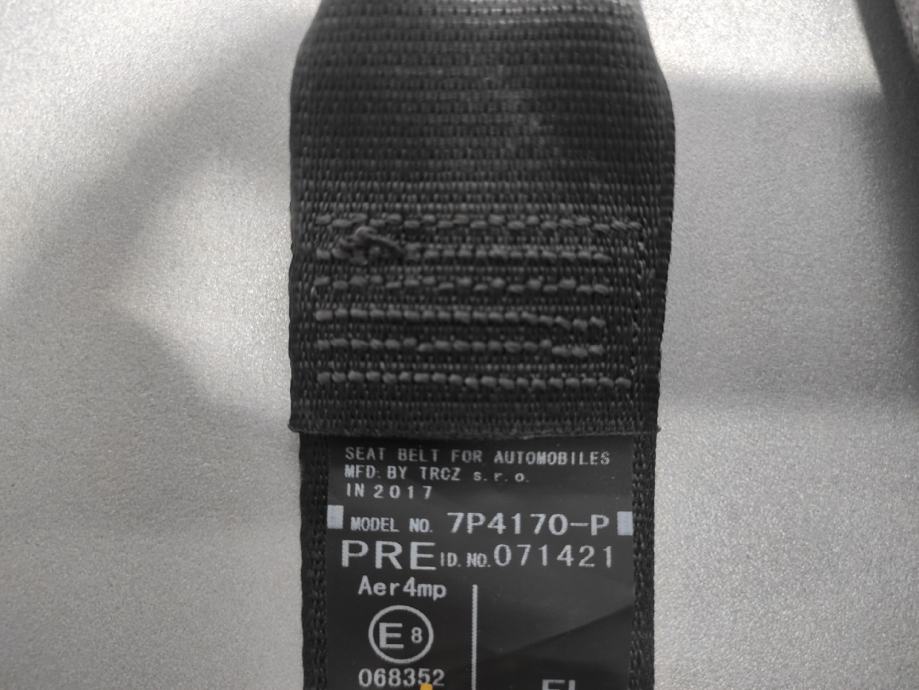 SEAT BELT FOR AUTOMOBILES
MFD. BY TRCZ s.r.o.
IN 2017
MODEL NO. 7P4170-P
PRE ID. NO. 071421
Aer4mp
E8
068352